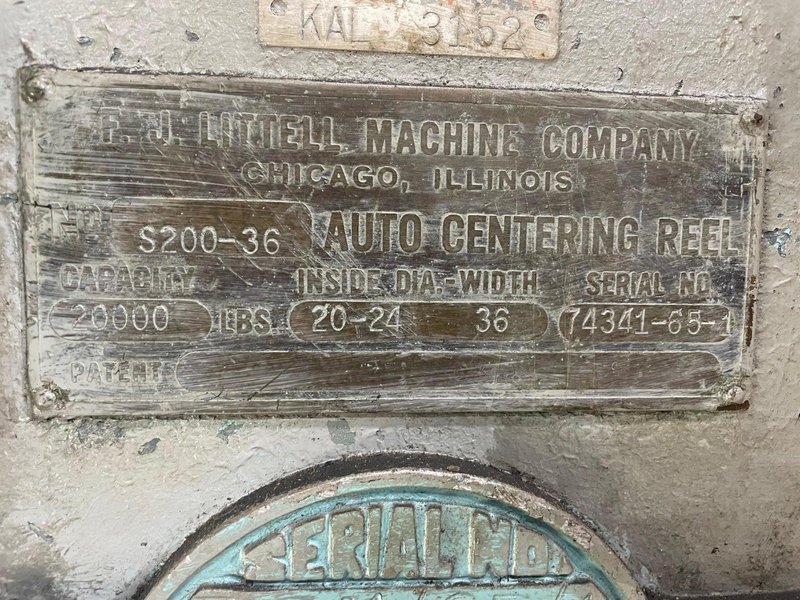 KAL 3152
F. J. LITTELL MACHINE COMPANY
CHICAGO, ILLINOIS
NO. S200-36 AUTO CENTERING REEL
CAPACITY INSIDE DIA.-WIDTH SERIAL NO.
20000 LBS. 20-24 36 74341-65-1
PATENT
SERIAL NO.